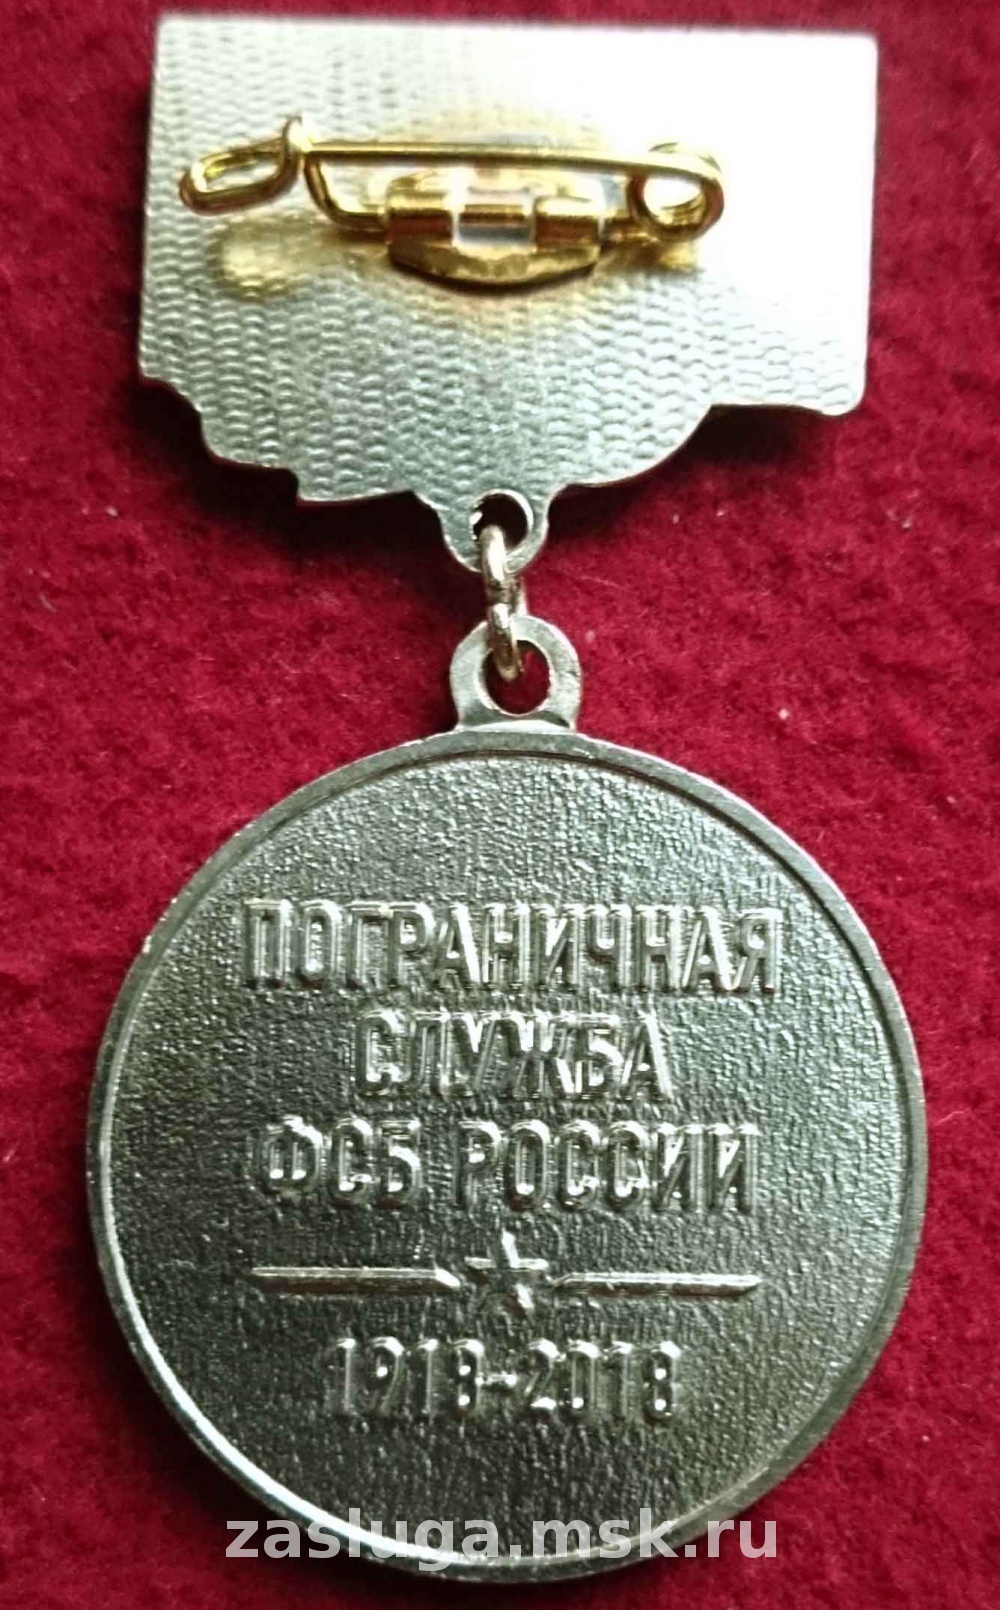 ПОГРАНИЧНАЯ
СЛУЖБА
ФСБ РОССИИ
1918-2018
zasluga.msk.ru